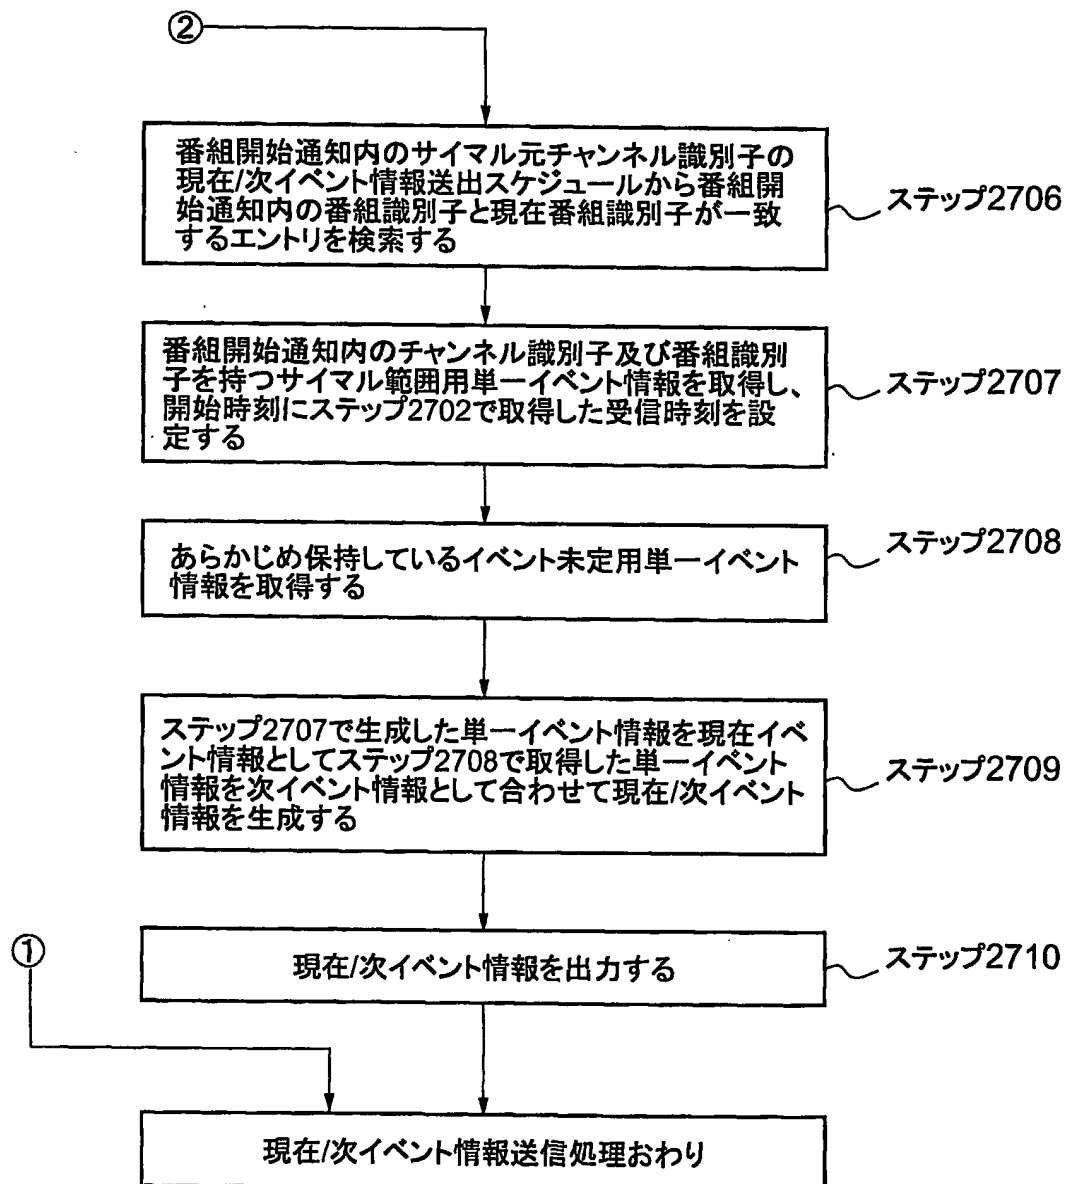 ②
番組開始通知内のサイマル元チャンネル識別子の
現在/次イベント情報送出スケジュールから番組開
始通知内の番組識別子と現在番組識別子が一致
するエントリを検索する
ステップ2706
番組開始通知内のチャンネル識別子及び番組識別
子を持つサイマル範囲用単一イベント情報を取得し、
開始時刻にステップ2702で取得した受信時刻を設
定する
ステップ2707
あらかじめ保持しているイベント未定用単一イベント
情報を取得する
ステップ2708
ステップ2707で生成した単一イベント情報を現在イベ
ント情報としてステップ2708で取得した単一イベント
情報を次イベント情報として合わせて現在/次イベント
情報を生成する
ステップ2709
①
現在/次イベント情報を出力する
ステップ2710
現在/次イベント情報送信処理おわり